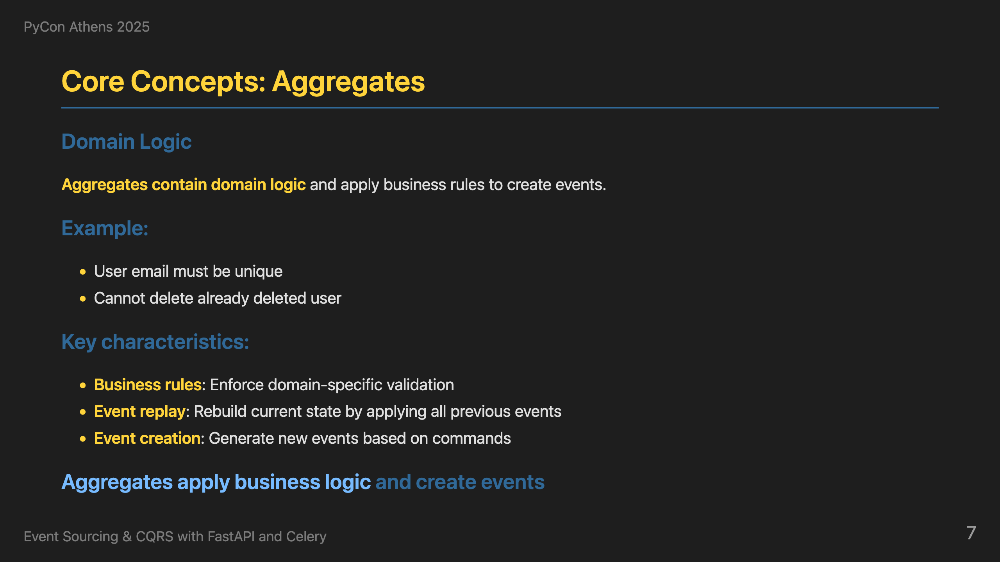 PyCon Athens 2025
Core Concepts: Aggregates
Domain Logic
Aggregates contain domain logic and apply business rules to create events.
Example:
• User email must be unique
• Cannot delete already deleted user
Key characteristics:
• Business rules: Enforce domain-specific validation
• Event replay: Rebuild current state by applying all previous events
• Event creation: Generate new events based on commands
Aggregates apply business logic and create events
Event Sourcing & CQRS with FastAPI and Celery
7